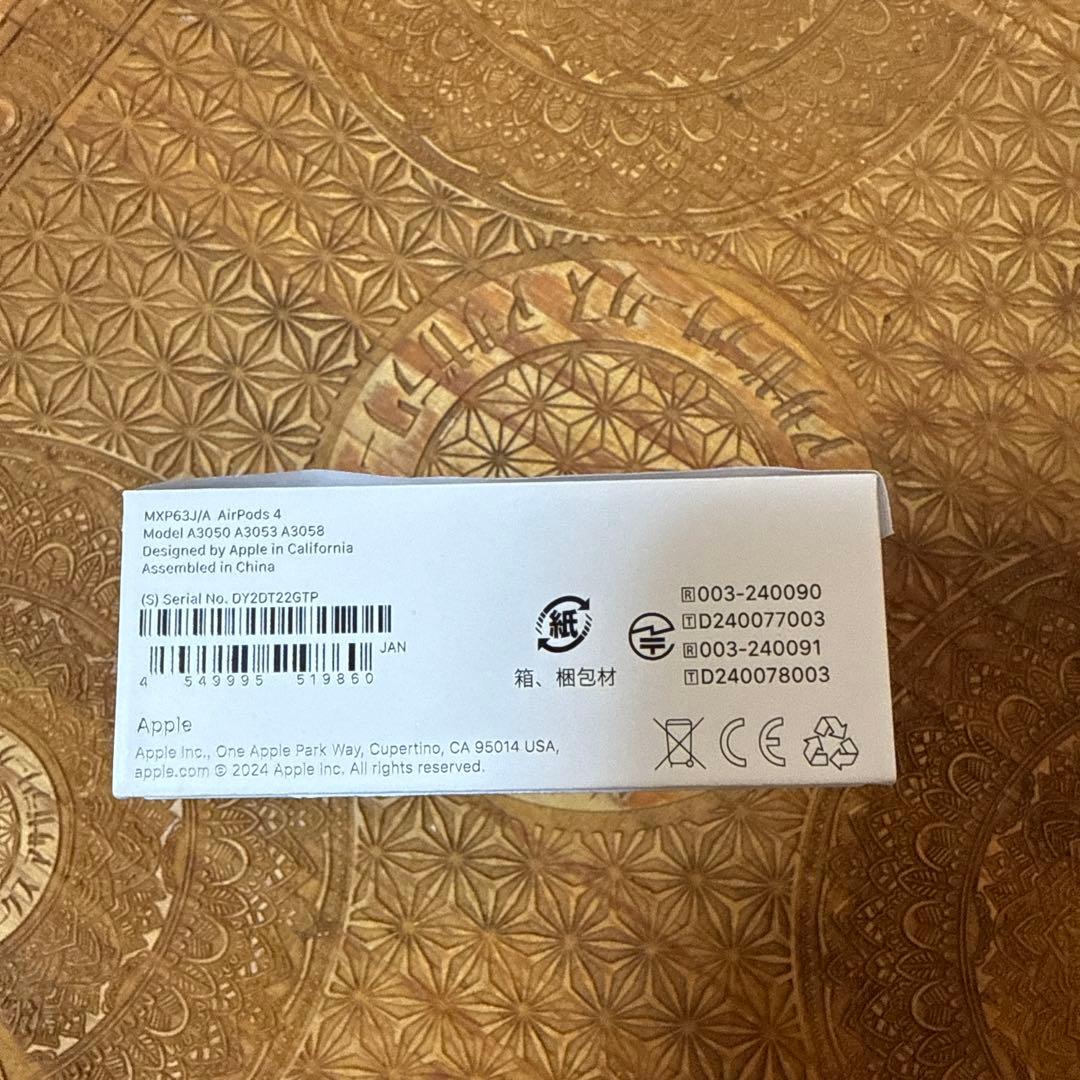 MXP63J/A AirPods 4
Model A3050 A3053 A3058
Designed by Apple in California
Assembled in China
(S) Serial No. DY2DT22GTP
JAN
4 549995 519860
紙
箱、梱包材
R003-240090
TD240077003
R003-240091
TD240078003
Apple
Apple Inc., One Apple Park Way, Cupertino, CA 95014 USA,
apple.com © 2024 Apple Inc. All rights reserved.
CE